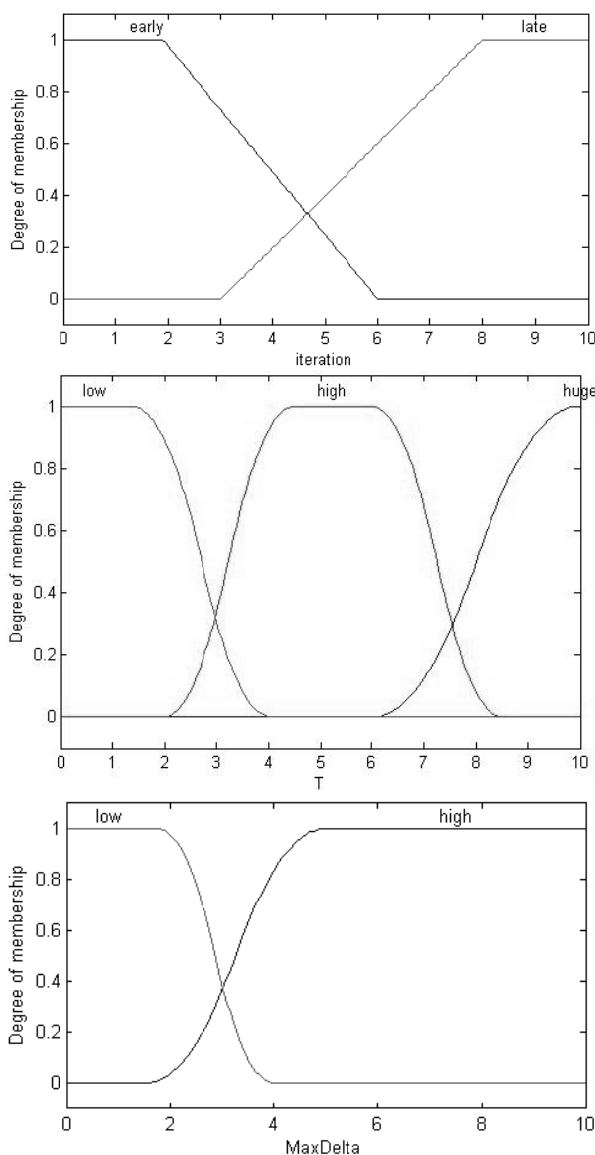 early late
1
0.8
0.6
0.4
0.2
0
Degree of membership
0 1 2 3 4 5 6 7 8 9 10
iteration
low high huge
1
0.8
0.6
0.4
0.2
0
Degree of membership
0 1 2 3 4 5 6 7 8 9 10
T
low high
1
0.8
0.6
0.4
0.2
0
Degree of membership
0 2 4 6 8 10
MaxDelta